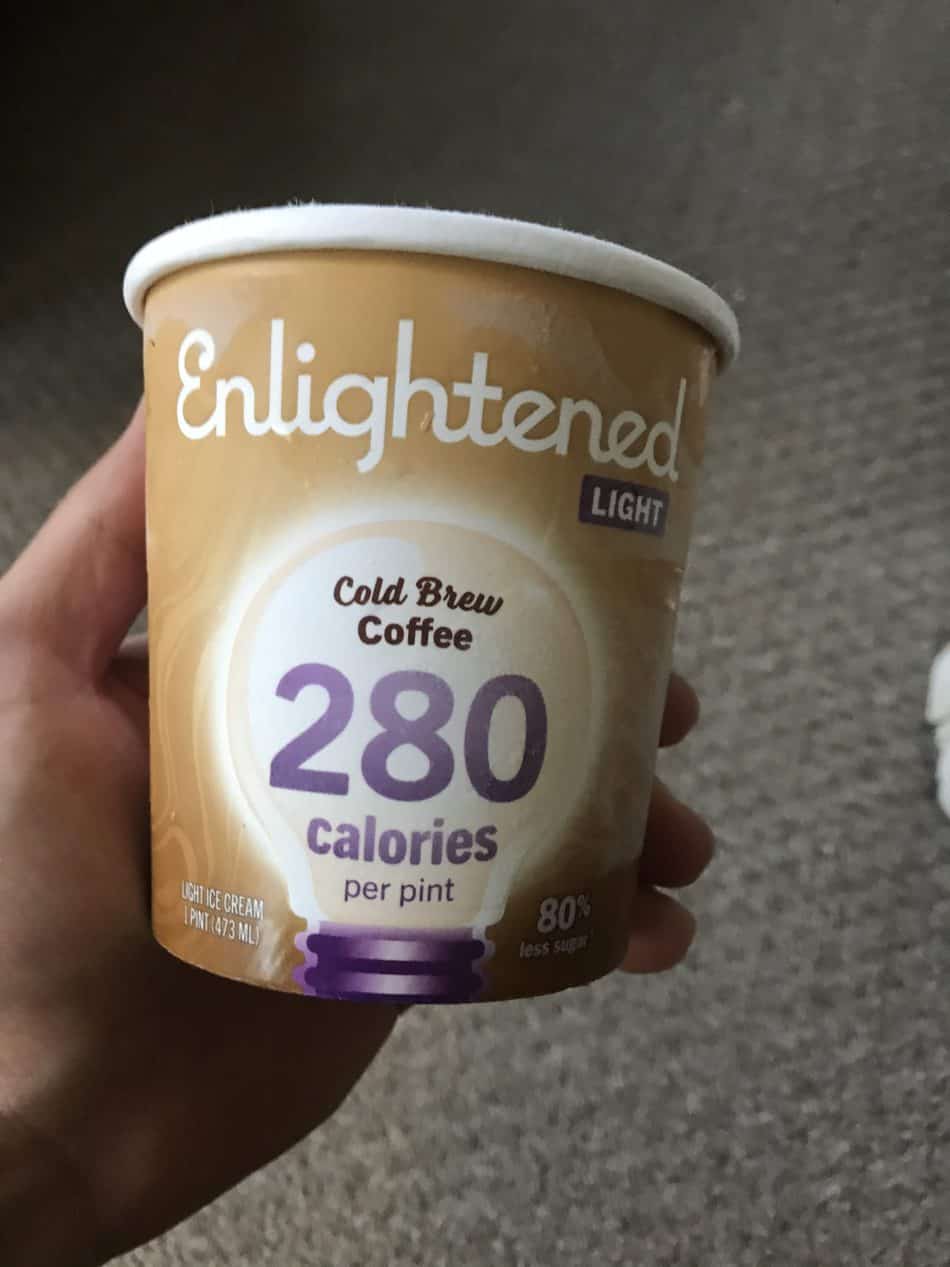 Enlightened
LIGHT
Cold Brew
Coffee
280
calories
per pint
LIGHT ICE CREAM
1 PINT (473 ML)
80%
less sugar*